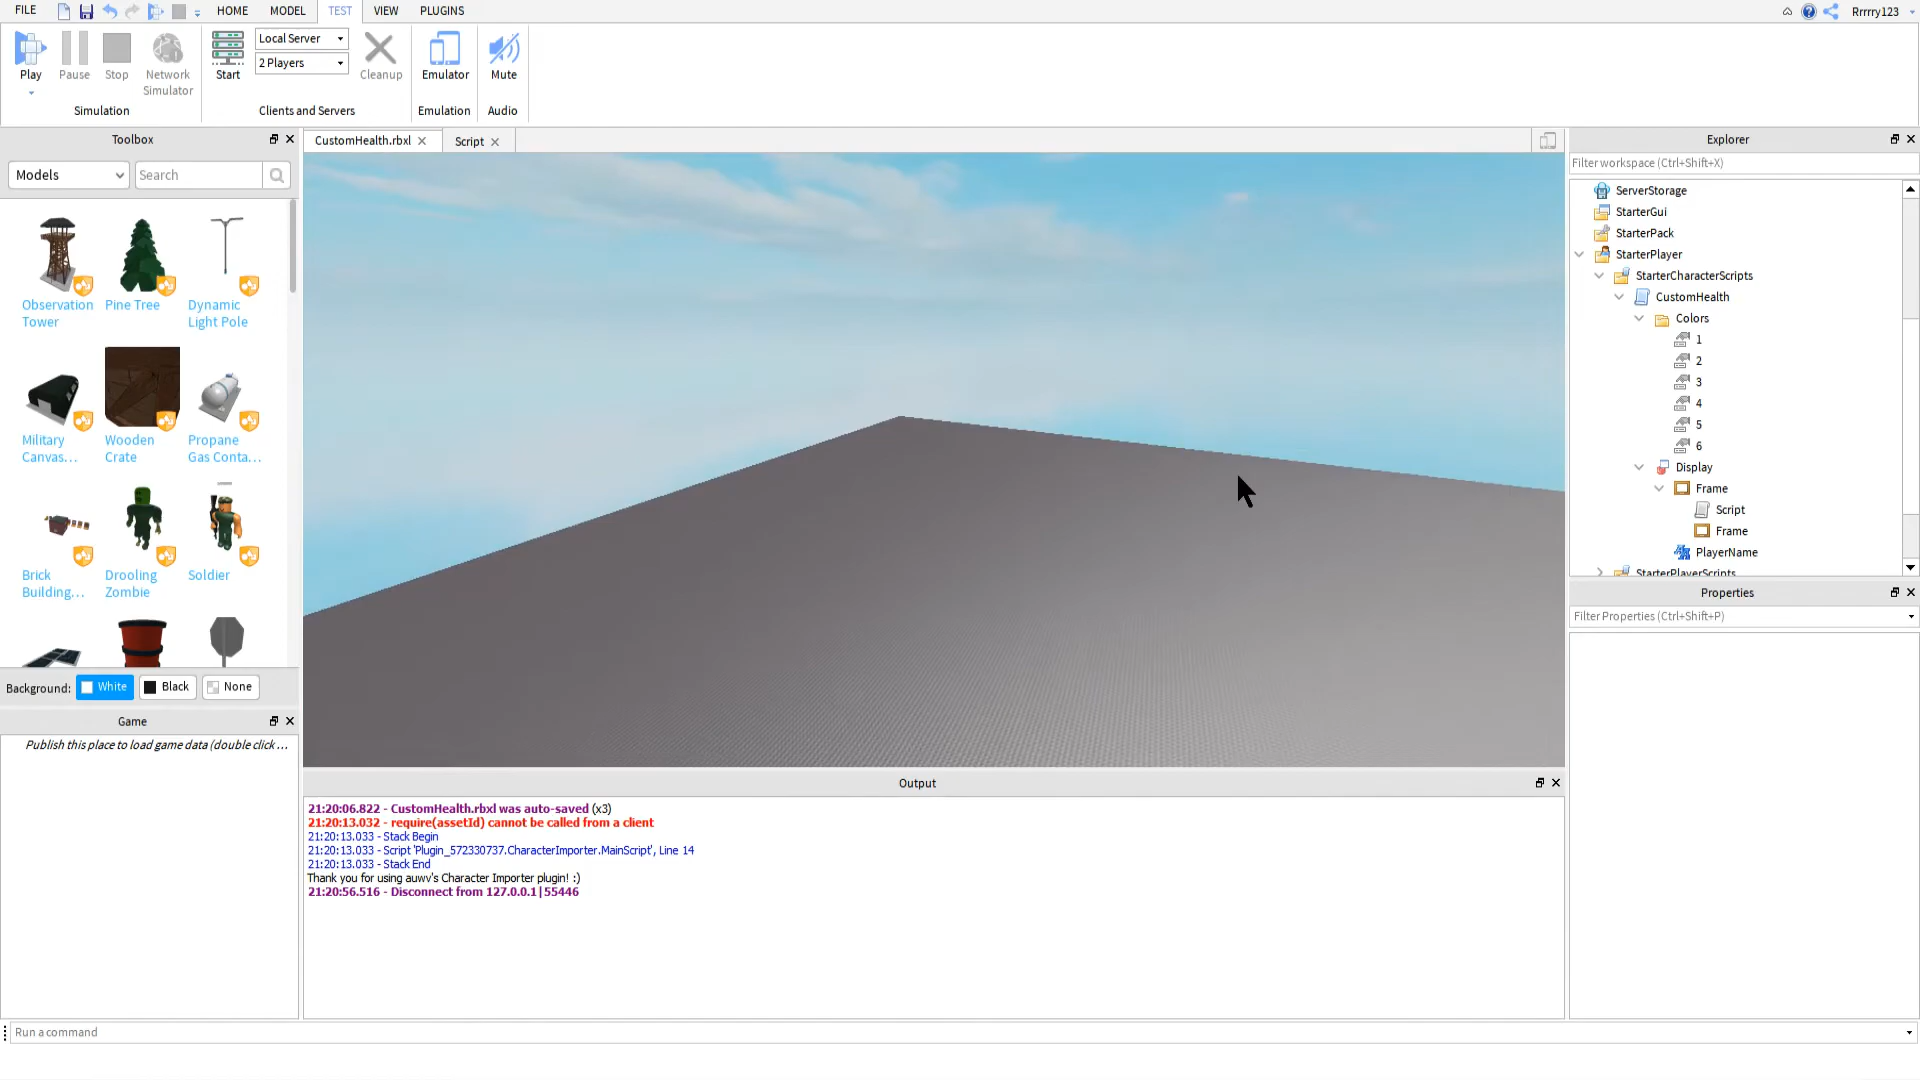 FILE
HOME
MODEL
TEST
VIEW
PLUGINS
Rrrrry123
Play
Pause
Stop
Network
Simulator
Simulation
Start
Local Server
2 Players
Cleanup
Clients and Servers
Emulator
Emulation
Mute
Audio
Toolbox
Models
Search
Observation
Tower
Pine Tree
Dynamic
Light Pole
Military
Canvas...
Wooden
Crate
Propane
Gas Conta...
Brick
Building...
Drooling
Zombie
Soldier
Background:
White
Black
None
Game
Publish this place to load game data (double click ...
CustomHealth.rbxl
Script
Output
21:20:06.822 - CustomHealth.rbxl was auto-saved (x3)
21:20:13.032 - require(assetId) cannot be called from a client
21:20:13.033 - Stack Begin
21:20:13.033 - Script 'Plugin_572330737.CharacterImporter.MainScript', Line 14
21:20:13.033 - Stack End
Thank you for using auwv's Character Importer plugin! :)
21:20:56.516 - Disconnect from 127.0.0.1|55446
Explorer
Filter workspace (Ctrl+Shift+X)
ServerStorage
StarterGui
StarterPack
StarterPlayer
StarterCharacterScripts
CustomHealth
Colors
1
2
3
4
5
6
Display
Frame
Script
Frame
PlayerName
StarterPlayerScripts
Properties
Filter Properties (Ctrl+Shift+P)
Run a command